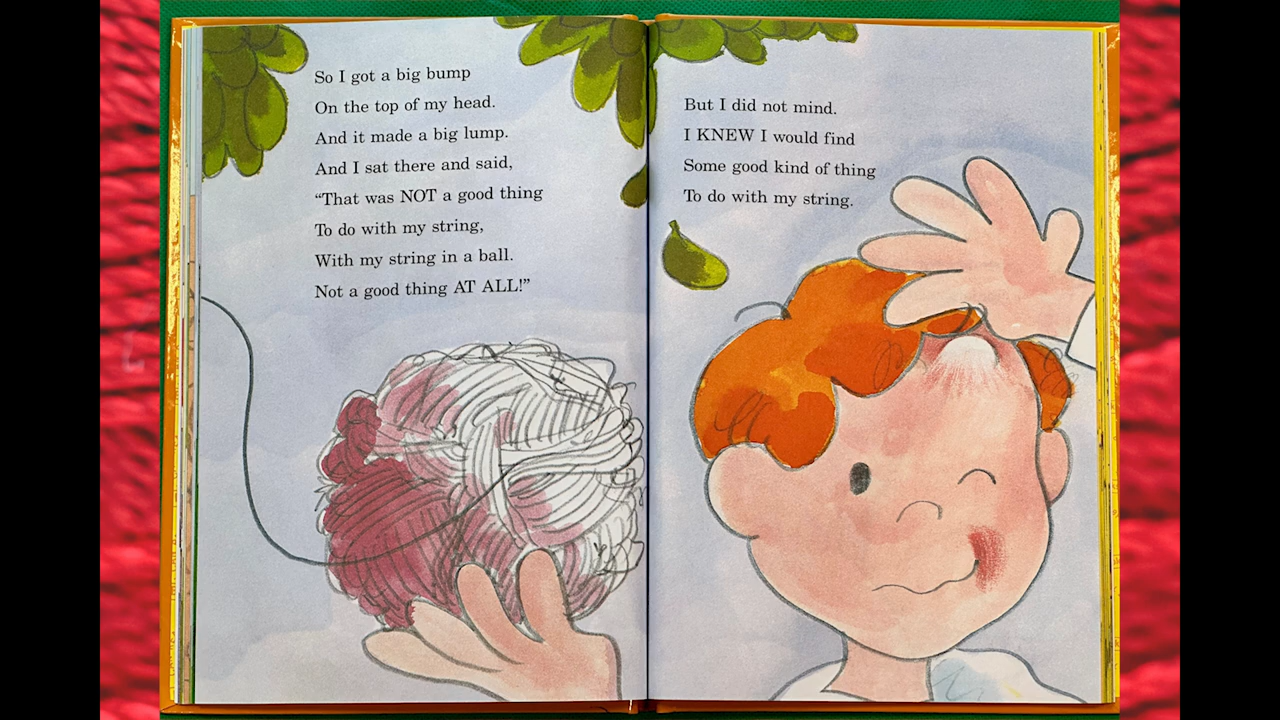 So I got a big bump
On the top of my head.
And it made a big lump.
And I sat there and said,
“That was NOT a good thing
To do with my string,
With my string in a ball.
Not a good thing AT ALL!”
But I did not mind.
I KNEW I would find
Some good kind of thing
To do with my string.